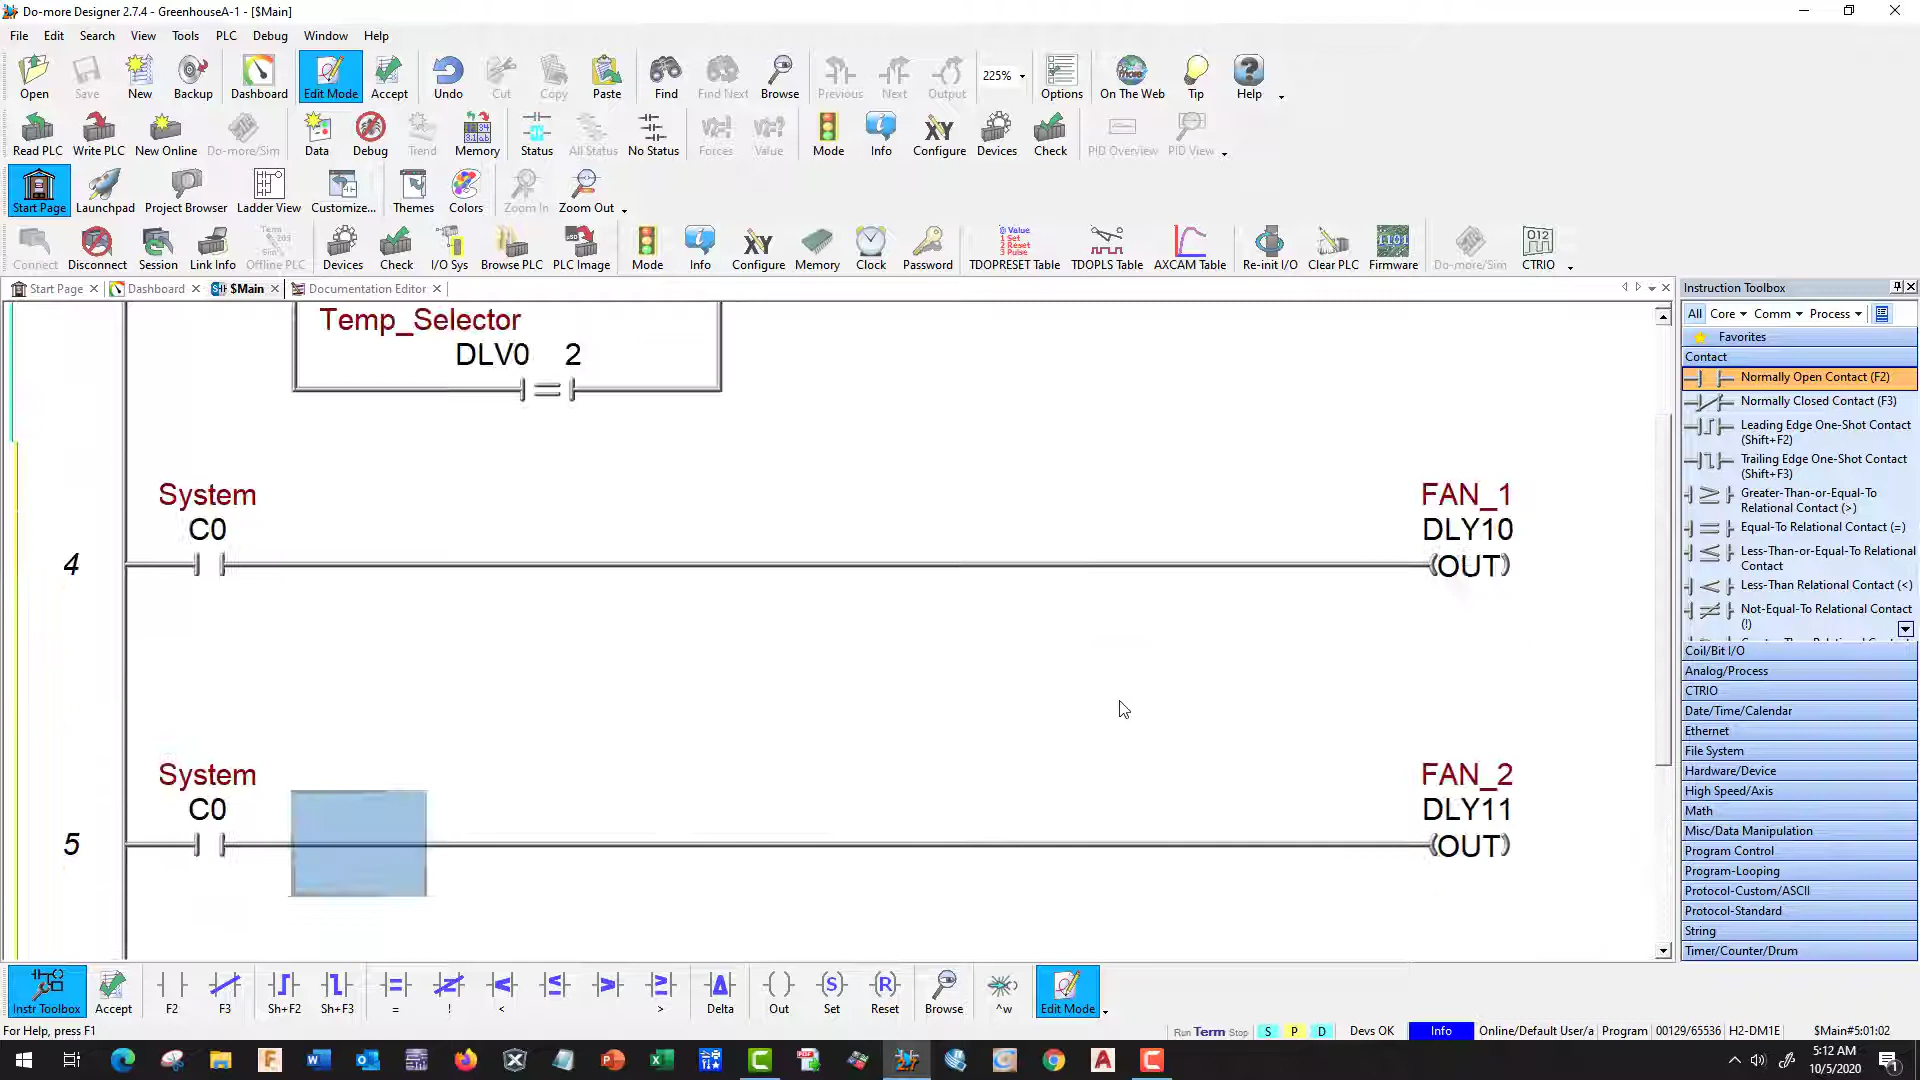 Do-more Designer 2.7.4 - GreenhouseA-1 - [$Main]
File Edit Search View Tools PLC Debug Window Help
Open Save New Backup Dashboard Edit Mode Accept Undo Cut Copy Paste Find Find Next Browse Previous Next Output 225% Options On The Web Tip Help
Read PLC Write PLC New Online Do-more/Sim Data Debug Trend Memory Status All Status No Status Forces Value Mode Info Configure Devices Check PID Overview PID View
Start Page Launchpad Project Browser Ladder View Customize... Themes Colors Zoom In Zoom Out
Connect Disconnect Session Link Info Offline PLC Devices Check I/O Sys Browse PLC PLC Image Mode Info Configure Memory Clock Password TDOPRESET Table TDOPLS Table AXCAM Table Re-init I/O Clear PLC Firmware Do-more/Sim CTRIO
Start Page Dashboard $Main Documentation Editor
Instruction Toolbox
All Core Comm Process
Favorites
Contact
Normally Open Contact (F2)
Normally Closed Contact (F3)
Leading Edge One-Shot Contact
(Shift+F2)
Trailing Edge One-Shot Contact
(Shift+F3)
Greater-Than-or-Equal-To
Relational Contact (>)
Equal-To Relational Contact (=)
Less-Than-or-Equal-To Relational
Contact
Less-Than Relational Contact (<)
Not-Equal-To Relational Contact
(!)
Coil/Bit I/O
Analog/Process
CTRIO
Date/Time/Calendar
Ethernet
File System
Hardware/Device
High Speed/Axis
Math
Misc/Data Manipulation
Program Control
Program-Looping
Protocol-Custom/ASCII
Protocol-Standard
String
Timer/Counter/Drum
Temp_Selector
DLV0 2
System FAN_1
C0 DLY10
4 (OUT)
System FAN_2
C0 DLY11
5 (OUT)
Instr Toolbox Accept F2 F3 Sh+F2 Sh+F3 = ! < > Delta Out Set Reset Browse ^w Edit Mode
For Help, press F1
Run Term Stop S P D Devs OK Info Online/Default User/a Program 00129/65536 H2-DM1E $Main#5:01:02
5:12 AM
10/5/2020